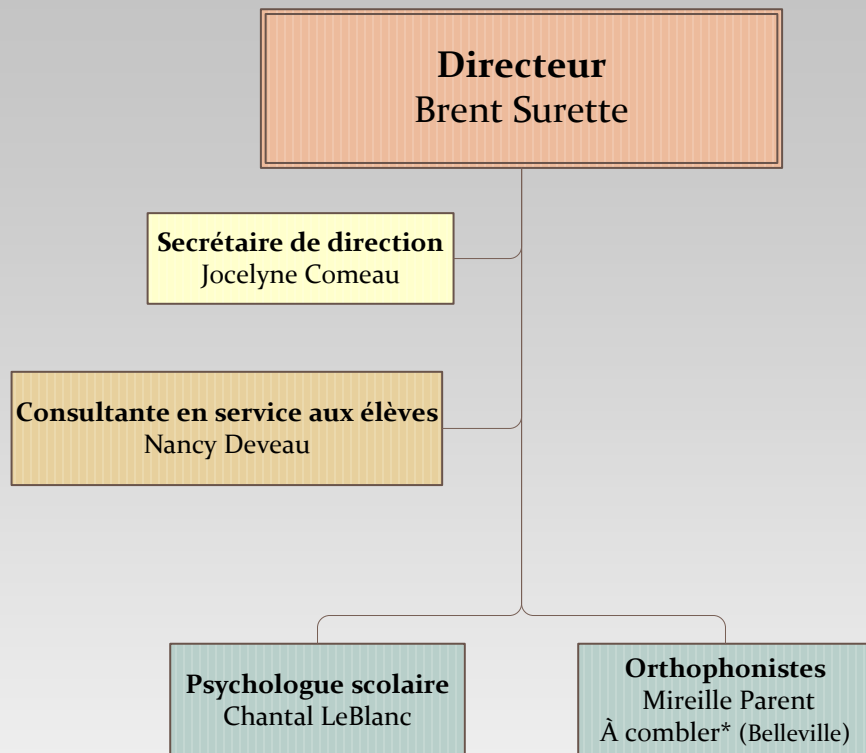 Directeur
Brent Surette
Secrétaire de direction
Jocelyne Comeau
Consultante en service aux élèves
Nancy Deveau
Psychologue scolaire
Chantal LeBlanc
Orthophonistes
Mireille Parent
À combler* (Belleville)